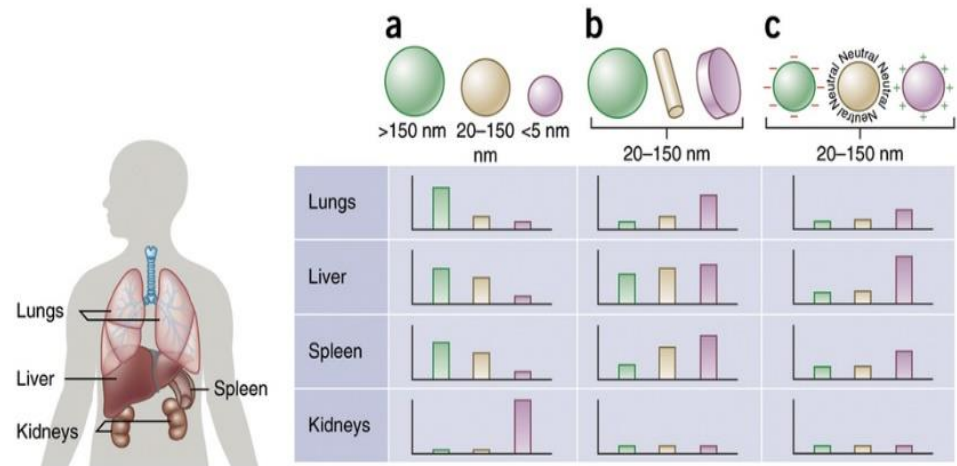 a
b
c
- - - - - -
Neutral Neutral Neutral Neutral
+ + + + + + + +
>150 nm 20–150 nm <5 nm
20–150 nm
20–150 nm
Lungs
Liver
Spleen
Kidneys
Lungs
Liver
Spleen
Kidneys